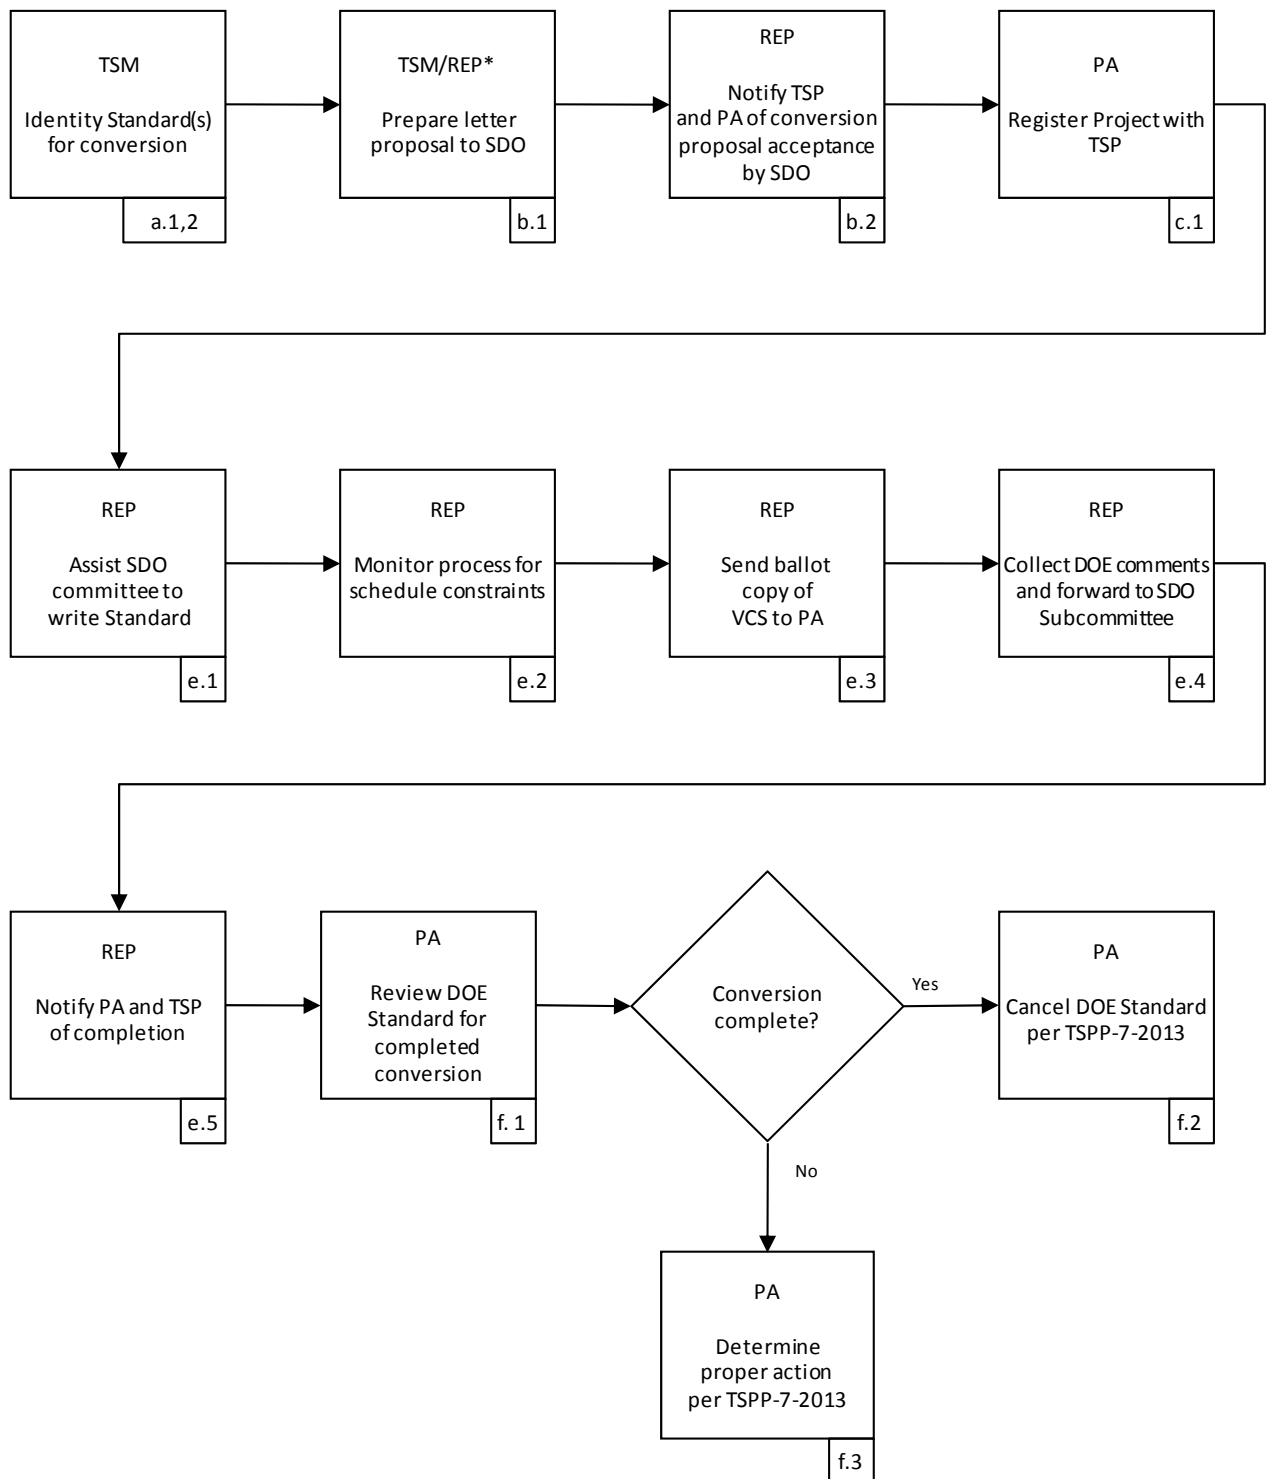 TSM
Identity Standard(s)
for conversion
a.1,2
TSM/REP*
Prepare letter
proposal to SDO
b.1
REP
Notify TSP
and PA of conversion
proposal acceptance
by SDO
b.2
PA
Register Project with
TSP
c.1
REP
Assist SDO
committee to
write Standard
e.1
REP
Monitor process for
schedule constraints
e.2
REP
Send ballot
copy of
VCS to PA
e.3
REP
Collect DOE comments
and forward to SDO
Subcommittee
e.4
REP
Notify PA and TSP
of completion
e.5
PA
Review DOE
Standard for
completed
conversion
f. 1
Conversion
complete?
Yes
PA
Cancel DOE Standard
per TSPP-7-2013
f.2
No
PA
Determine
proper action
per TSPP-7-2013
f.3